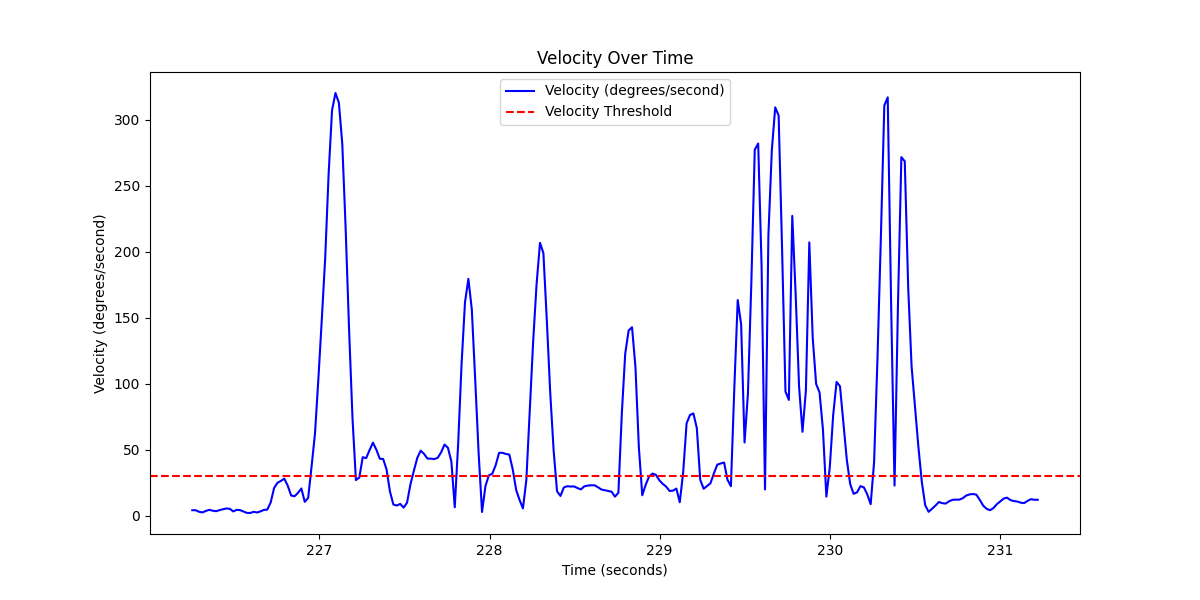 Velocity Over Time
Velocity (degrees/second)
Velocity Threshold
300
250
200
150
100
50
0
Velocity (degrees/second)
227 228 229 230 231
Time (seconds)